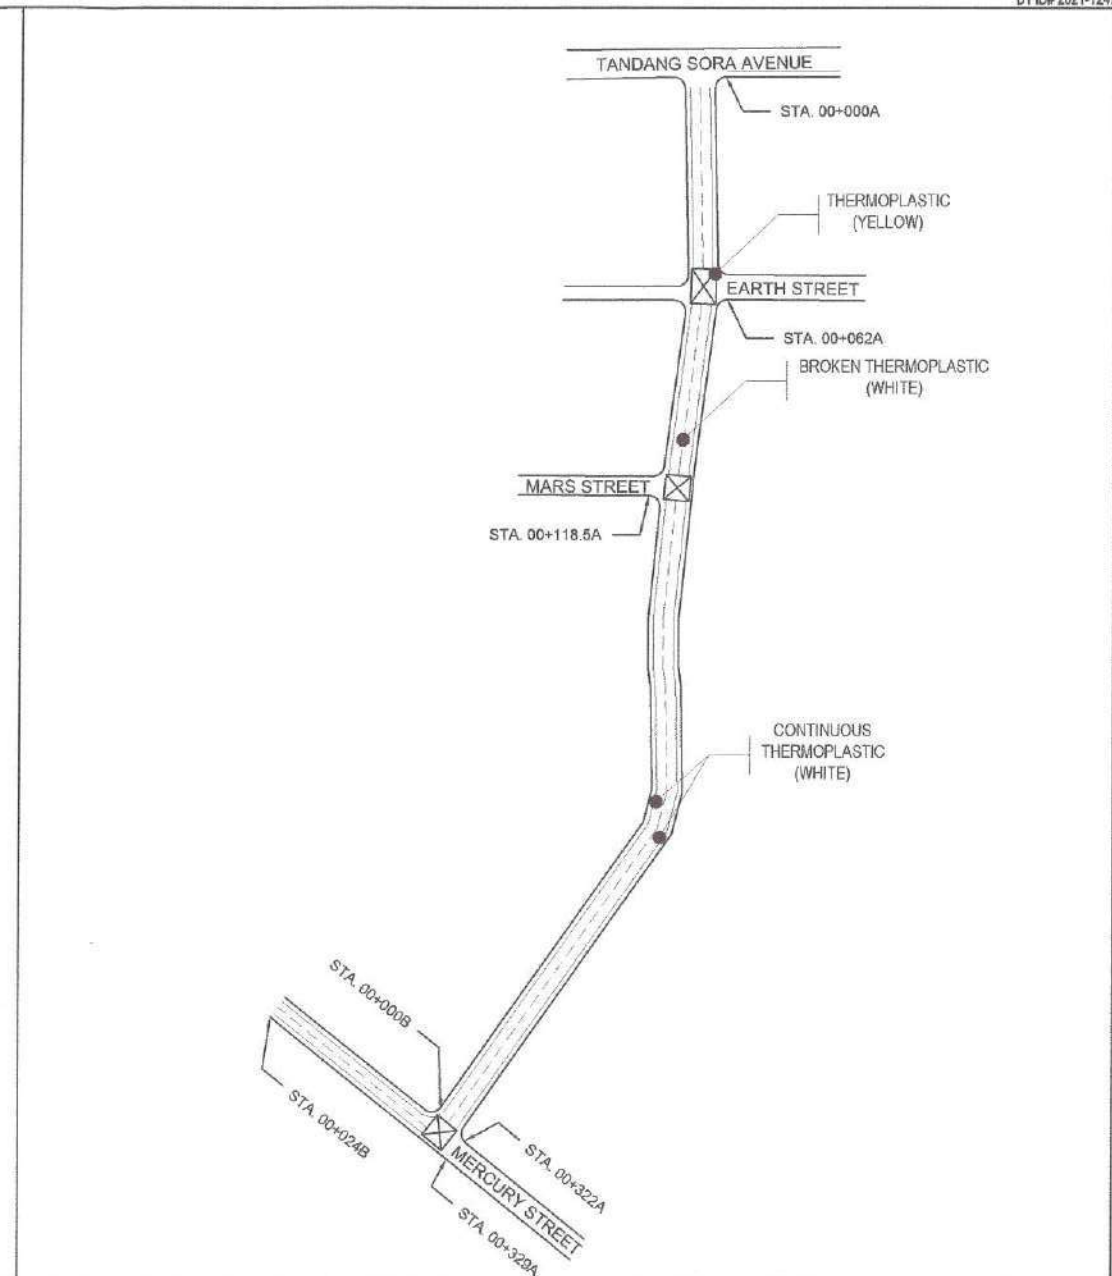 TANDANG SORA AVENUE
STA. 00+000A
THERMOPLASTIC
(YELLOW)
EARTH STREET
STA. 00+062A
BROKEN THERMOPLASTIC
(WHITE)
MARS STREET
STA. 00+118.5A
CONTINUOUS
THERMOPLASTIC
(WHITE)
STA. 00+000B
STA. 00+024B
STA. 00+322A
MERCURY STREET
STA. 00+329A